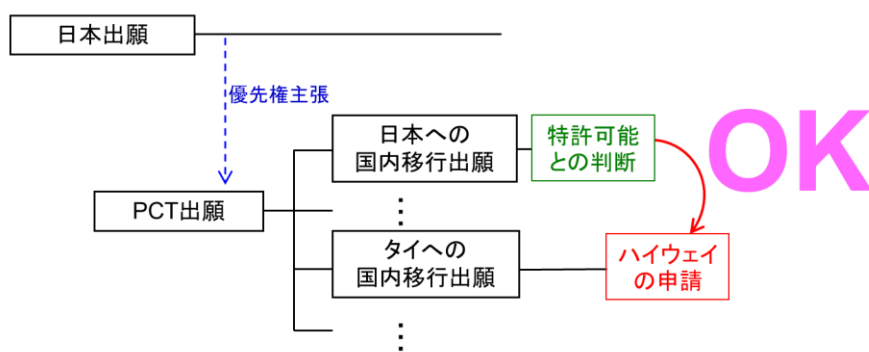 日本出願
優先権主張
日本への
国内移行出願
特許可能
との判断
OK
PCT出願
⋮
タイへの
国内移行出願
ハイウェイ
の申請
⋮